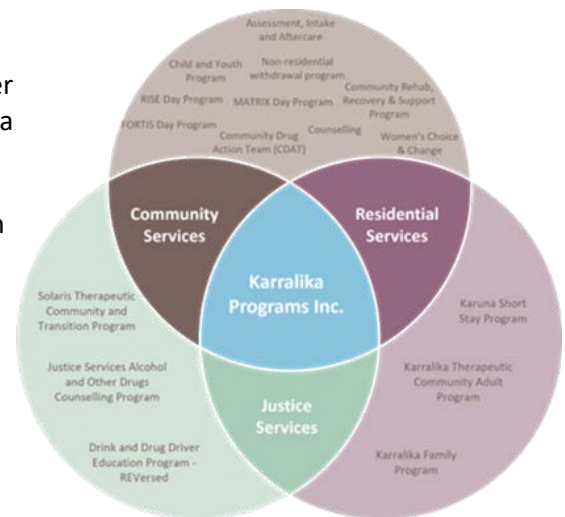 er
a
n
Assessment, Intake
and Aftercare
Child and Youth
Program
Non-residential
withdrawal program
RISE Day Program
MATRIX Day Program
Community Rehab,
Recovery & Support
Program
FORTIS Day Program
Community Drug
Action Team (CDAT)
Counselling
Women's Choice
& Change
Community
Services
Residential
Services
Karralika
Programs Inc.
Solaris Therapeutic
Community and
Transition Program
Karuna Short
Stay Program
Justice Services Alcohol
and Other Drugs
Counselling Program
Karralika Therapeutic
Community Adult
Program
Justice
Services
Drink and Drug Driver
Education Program -
REVersed
Karralika Family
Program